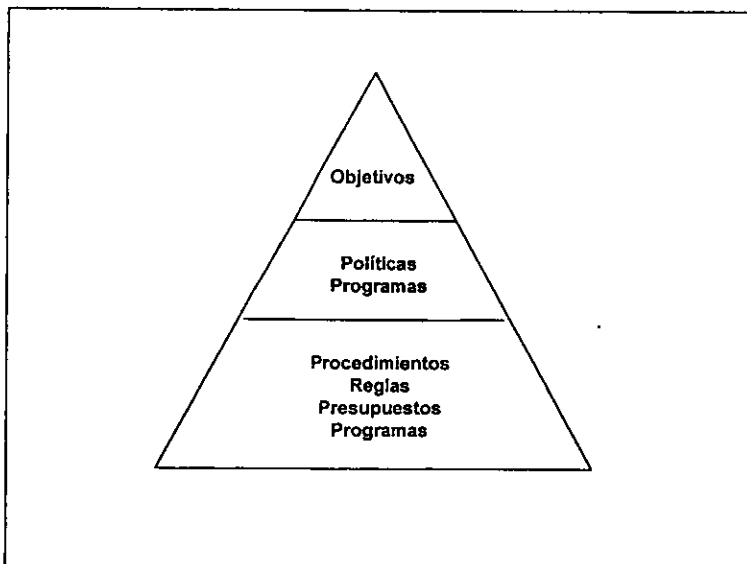 Objetivos
Políticas
Programas
Procedimientos
Reglas
Presupuestos
Programas